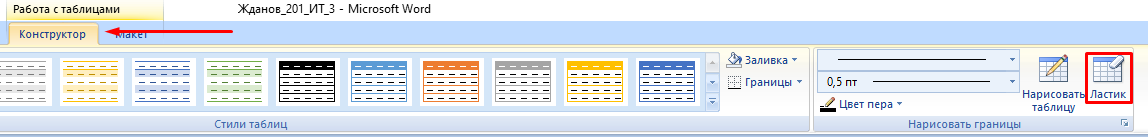 Работа с таблицами
Жданов_201_ИТ_3 - Microsoft Word
Конструктор
Макет
Заливка
Границы
0,5 пт
Цвет пера
Нарисовать
таблицу
Ластик
Стили таблиц
Нарисовать границы